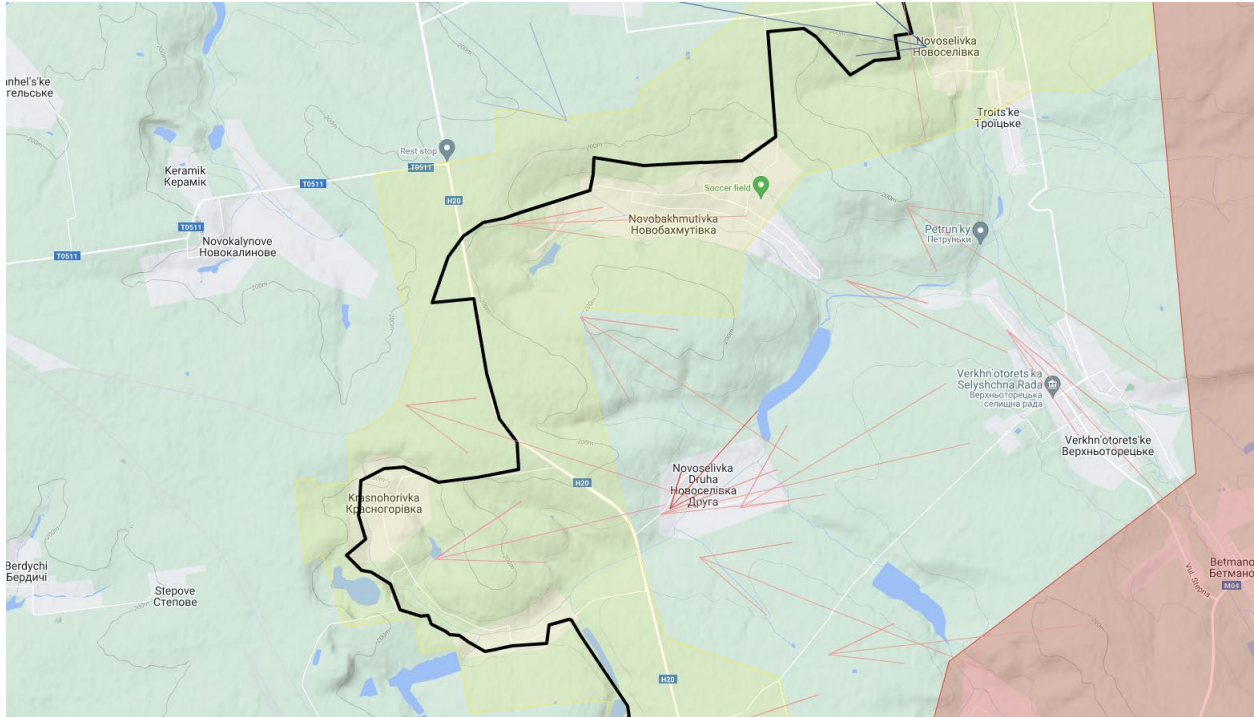 Novoselivka
Новоселівка
anhel's'ke
гельське
Troits'ke
Троїцьке
Rest stop
T0511
Keramik
Керамік
T0511
H20
Soccer field
Novobakhmutivka
Новобахмутівка
T0511
Novokalynove
Новокалинове
T0511
Petrun'ky
Петруньки
200m
Verkhn'otorets'ka
Selyshchna Rada
Верхньоторецька
селищна рада
Verkhn'otorets'ke
Верхньоторецьке
Novoselivka
Druha
Новоселівка
Друга
H20
Krasnohorivka
Красногорівка
Berdychi
Бердичі
Stepove
Степове
Vul. Stepna
Betmano
Бетмано
M04
H20